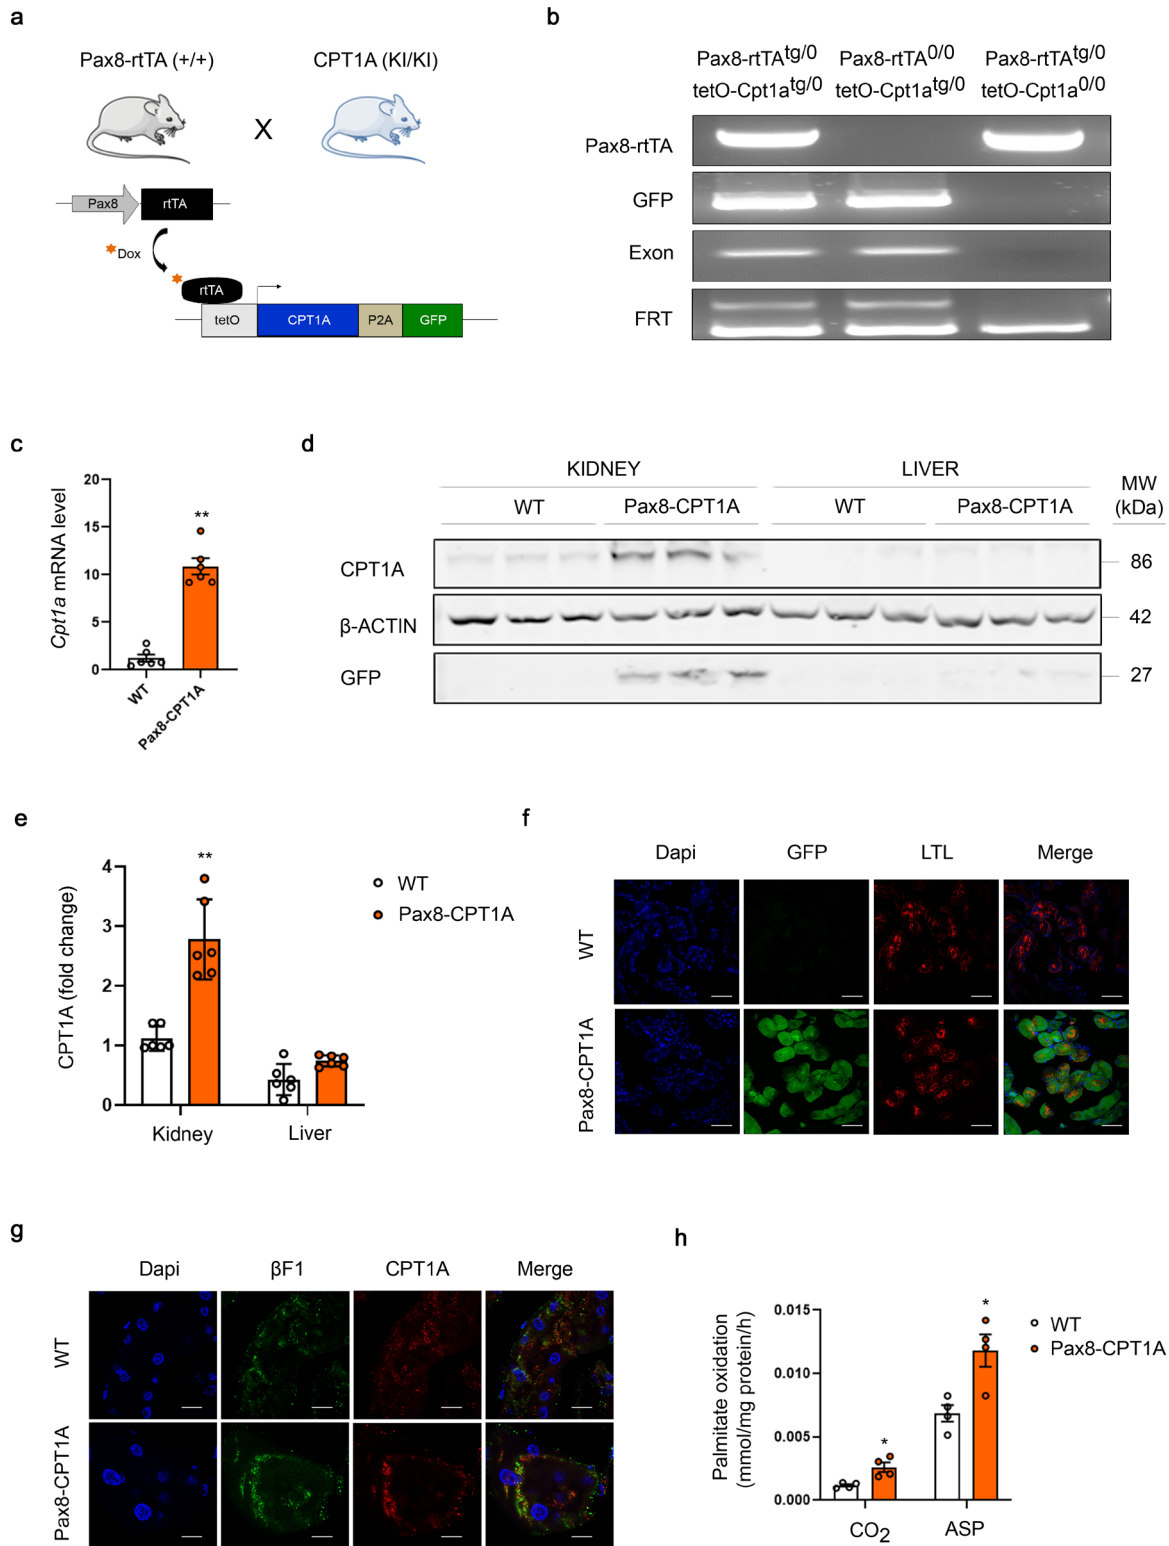 a
Pax8-rtTA (+/+)
CPT1A (KI/KI)
X
Pax8
rtTA
Dox
rtTA
tetO
CPT1A
P2A
GFP
b
Pax8-rtTAtg/0 Pax8-rtTA0/0 Pax8-rtTAtg/0
tetO-Cpt1atg/0 tetO-Cpt1atg/0 tetO-Cpt1a0/0
Pax8-rtTA
GFP
Exon
FRT
c
Cpt1a mRNA level
20
15
10
5
0
**
WT
Pax8-CPT1A
d
KIDNEY LIVER
WT Pax8-CPT1A WT Pax8-CPT1A
MW
(kDa)
CPT1A 86
β-ACTIN 42
GFP 27
e
CPT1A (fold change)
4
3
2
1
0
**
Kidney Liver
WT
Pax8-CPT1A
f
Dapi GFP LTL Merge
WT
Pax8-CPT1A
g
Dapi βF1 CPT1A Merge
WT
Pax8-CPT1A
h
Palmitate oxidation
(mmol/mg protein/h)
0.015
0.010
0.005
0.000
*
*
CO2 ASP
WT
Pax8-CPT1A